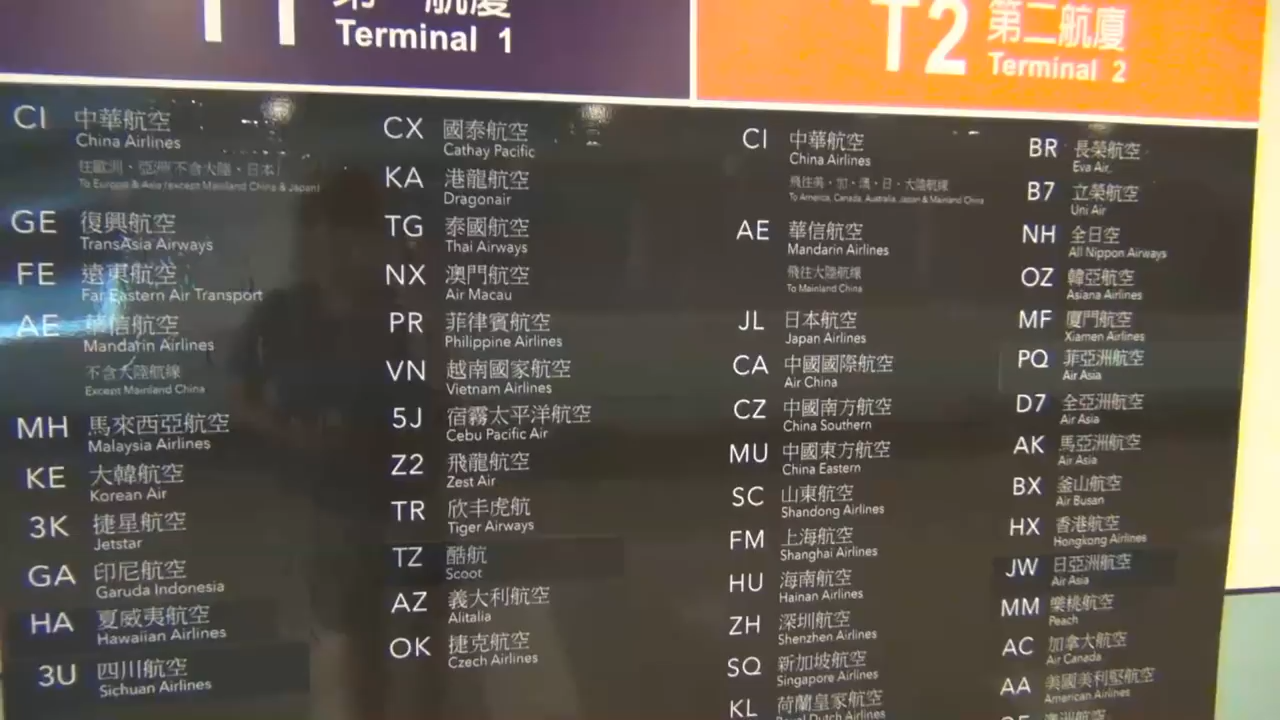 T1 第一航廈
Terminal 1
CI 中華航空
China Airlines
往歐洲、亞洲(不含大陸、日本)
To Europe & Asia (except Mainland China & Japan)
GE 復興航空
TransAsia Airways
FE 遠東航空
Far Eastern Air Transport
AE 華信航空
Mandarin Airlines
不含大陸航線
Except Mainland China
MH 馬來西亞航空
Malaysia Airlines
KE 大韓航空
Korean Air
3K 捷星航空
Jetstar
GA 印尼航空
Garuda Indonesia
HA 夏威夷航空
Hawaiian Airlines
3U 四川航空
Sichuan Airlines
CX 國泰航空
Cathay Pacific
KA 港龍航空
Dragonair
TG 泰國航空
Thai Airways
NX 澳門航空
Air Macau
PR 菲律賓航空
Philippine Airlines
VN 越南國家航空
Vietnam Airlines
5J 宿霧太平洋航空
Cebu Pacific Air
Z2 飛龍航空
Zest Air
TR 欣丰虎航
Tiger Airways
TZ 酷航
Scoot
AZ 義大利航空
Alitalia
OK 捷克航空
Czech Airlines
T2 第二航廈
Terminal 2
CI 中華航空
China Airlines
飛往美、加、澳、日、大陸航線
To America, Canada, Australia, Japan & Mainland China
AE 華信航空
Mandarin Airlines
飛往大陸航線
To Mainland China
JL 日本航空
Japan Airlines
CA 中國國際航空
Air China
CZ 中國南方航空
China Southern
MU 中國東方航空
China Eastern
SC 山東航空
Shandong Airlines
FM 上海航空
Shanghai Airlines
HU 海南航空
Hainan Airlines
ZH 深圳航空
Shenzhen Airlines
SQ 新加坡航空
Singapore Airlines
KL 荷蘭皇家航空
Royal Dutch Airlines
BR 長榮航空
Eva Air
B7 立榮航空
Uni Air
NH 全日空
All Nippon Airways
OZ 韓亞航空
Asiana Airlines
MF 廈門航空
Xiamen Airlines
PQ 菲亞洲航空
Air Asia
D7 全亞洲航空
Air Asia
AK 馬亞洲航空
Air Asia
BX 釜山航空
Air Busan
HX 香港航空
Hongkong Airlines
JW 日亞洲航空
Air Asia
MM 樂桃航空
Peach
AC 加拿大航空
Air Canada
AA 美國美利堅航空
American Airlines